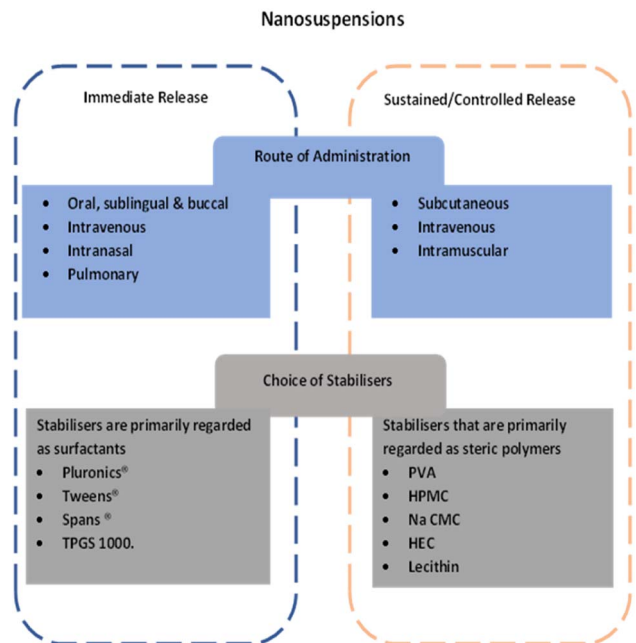 Nanosuspensions
Immediate Release
Sustained/Controlled Release
Route of Administration
• Oral, sublingual & buccal
• Intravenous
• Intranasal
• Pulmonary
• Subcutaneous
• Intravenous
• Intramuscular
Choice of Stabilisers
Stabilisers are primarily regarded
as surfactants
• Pluronics®
• Tweens®
• Spans ®
• TPGS 1000.
Stabilisers that are primarily
regarded as steric polymers
• PVA
• HPMC
• Na CMC
• HEC
• Lecithin